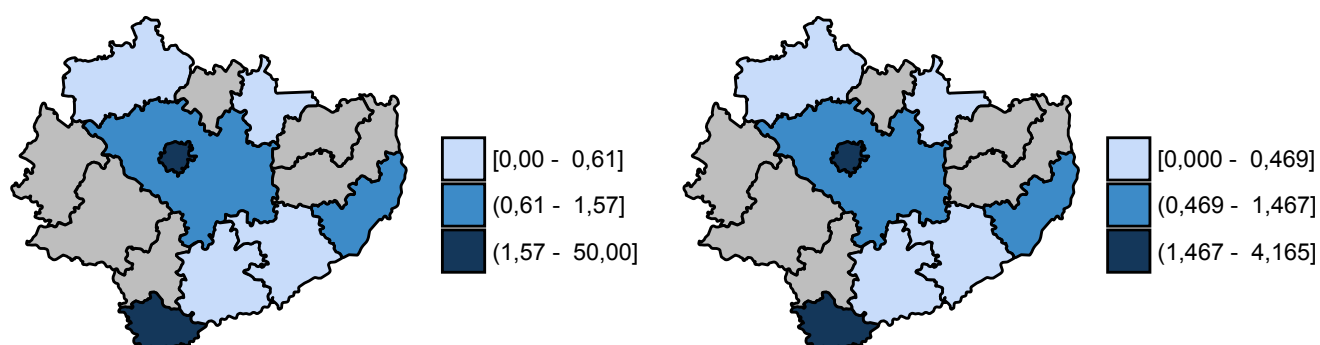 [0,00 - 0,61]
(0,61 - 1,57]
(1,57 - 50,00]
[0,000 - 0,469]
(0,469 - 1,467]
(1,467 - 4,165]